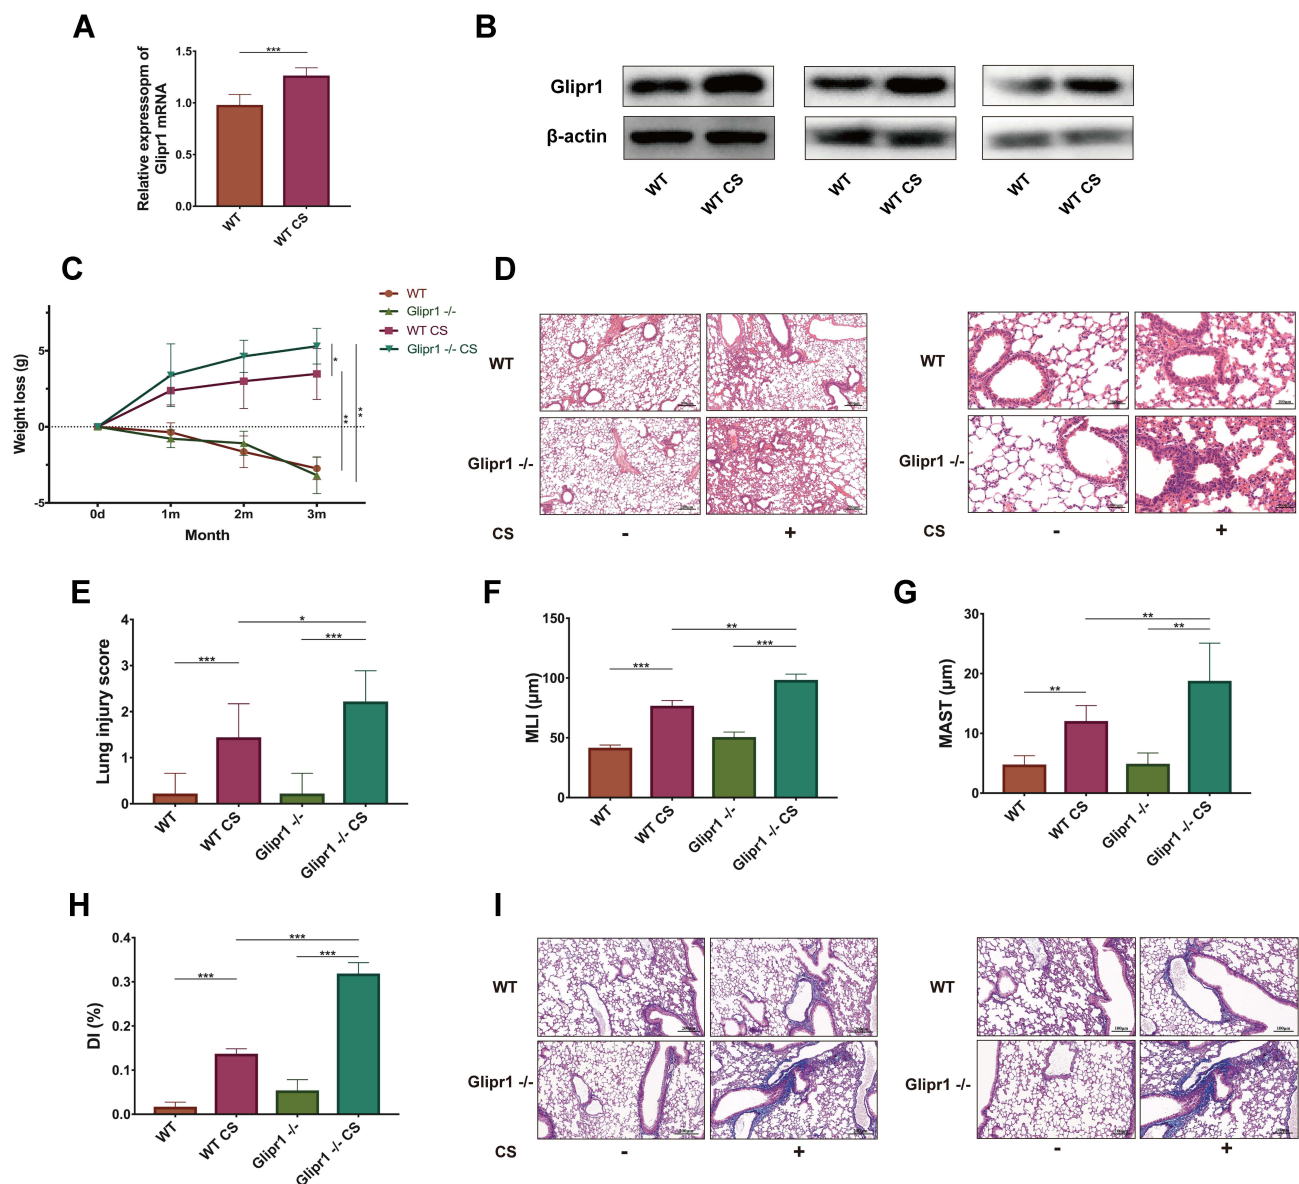 A
Relative expressopm of
Glipr1 mRNA
1.5
1.0
0.5
0.0
***
WT
WT CS
B
Glipr1
β-actin
WT
WT CS
WT
WT CS
WT
WT CS
C
Weight loss (g)
5
0
-5
0d
1m
2m
3m
Month
*
**
**
WT
Glipr1 -/-
WT CS
Glipr1 -/- CS
D
WT
Glipr1 -/-
CS
-
+
WT
100μm
Glipr1 -/-
CS
-
+
E
Lung injury score
4
3
2
1
0
***
*
***
WT
WT CS
Glipr1 -/-
Glipr1 -/- CS
F
MLI (μm)
150
100
50
0
***
**
***
WT
WT CS
Glipr1 -/-
Glipr1 -/- CS
G
MAST (μm)
30
20
10
0
**
**
**
WT
WT CS
Glipr1 -/-
Glipr1 -/- CS
H
DI (%)
0.4
0.3
0.2
0.1
0.0
***
***
***
WT
WT CS
Glipr1 -/-
Glipr1 -/- CS
I
WT
Glipr1 -/-
CS
-
+
WT
100μm
100μm
Glipr1 -/-
-
+